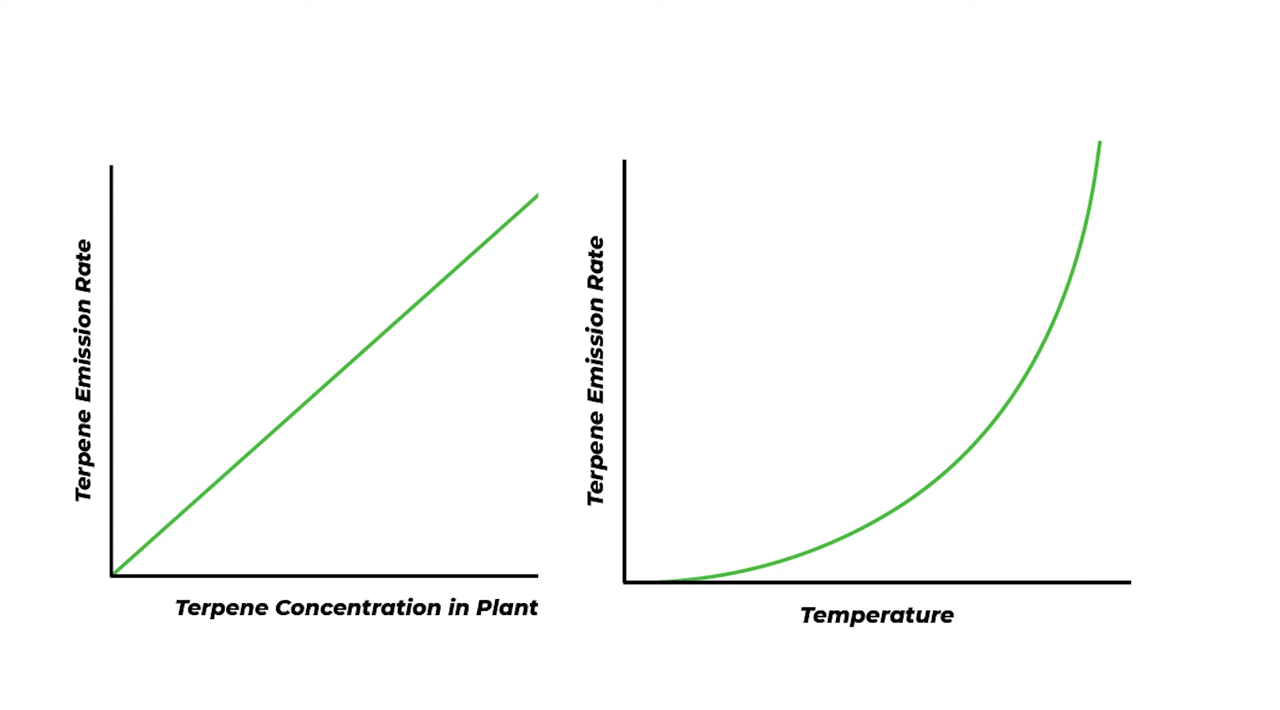 Terpene Emission Rate
Terpene Concentration in Plant
Terpene Emission Rate
Temperature